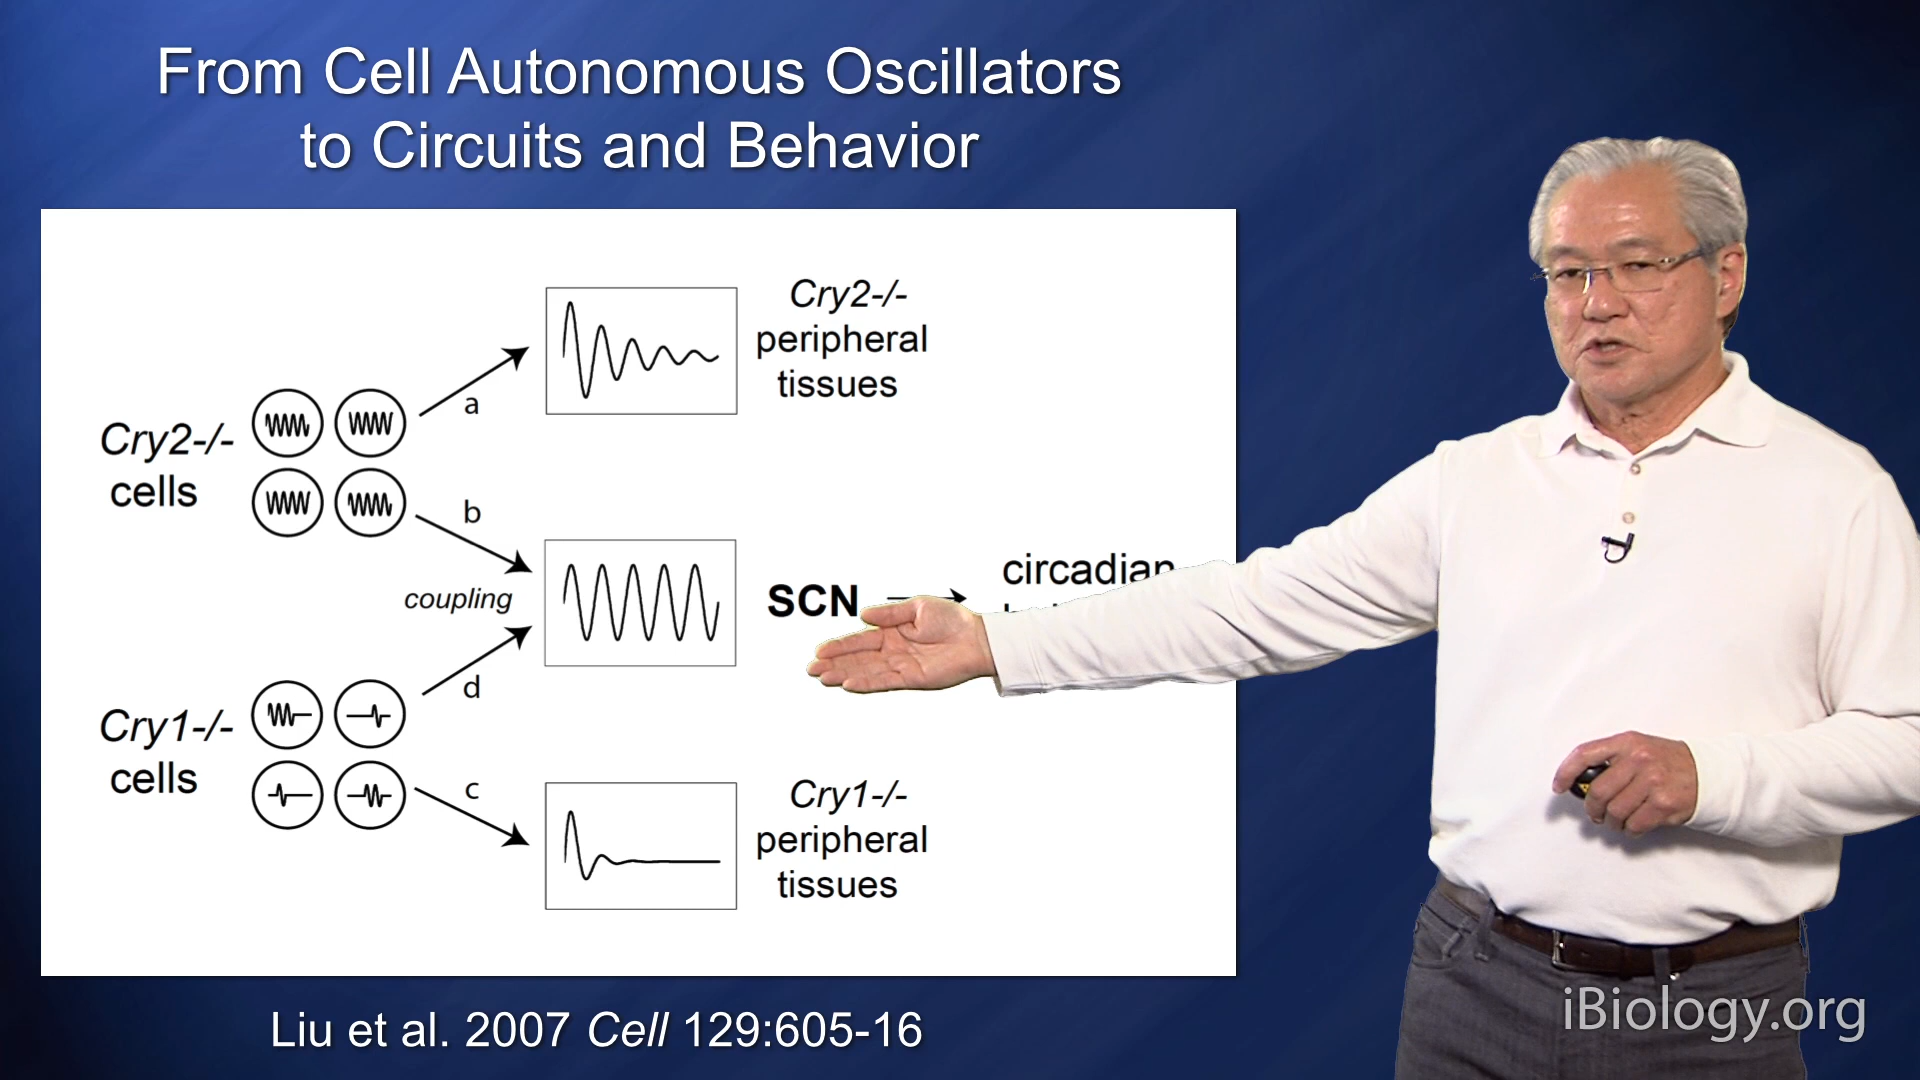 From Cell Autonomous Oscillators
to Circuits and Behavior
Cry2-/-
peripheral
tissues
a
Cry2-/-
cells
b
coupling
SCN
circadian
d
Cry1-/-
cells
c
Cry1-/-
peripheral
tissues
Liu et al. 2007 Cell 129:605-16
iBiology.org